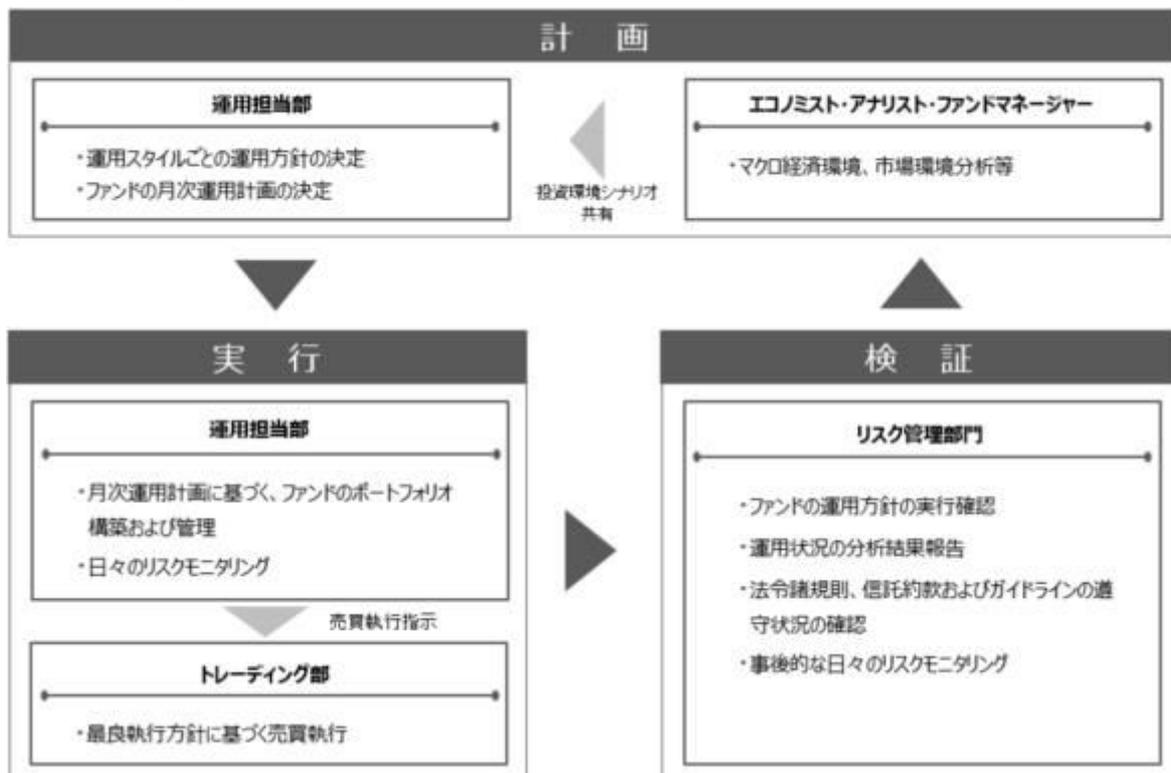 計 画
運用担当部
・運用スタイルごとの運用方針の決定
・ファンドの月次運用計画の決定
投資環境シナリオ
共有
エコノミスト・アナリスト・ファンドマネージャー
・マクロ経済環境、市場環境分析等
実 行
運用担当部
・月次運用計画に基づく、ファンドのポートフォリオ
構築および管理
・日々のリスクモニタリング
売買執行指示
トレーディング部
・最良執行方針に基づく売買執行
検 証
リスク管理部門
・ファンドの運用方針の実行確認
・運用状況の分析結果報告
・法令諸規則、信託約款およびガイドラインの遵
守状況の確認
・事後的な日々のリスクモニタリング